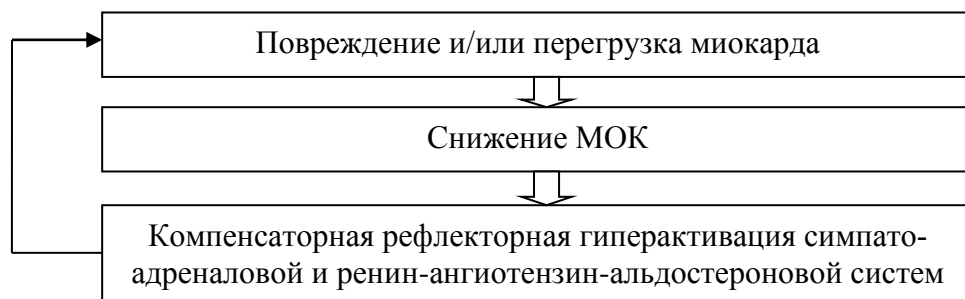 Повреждение и/или перегрузка миокарда
Снижение МОК
Компенсаторная рефлекторная гиперактивация симпато-
адреналовой и ренин-ангиотензин-альдостероновой систем